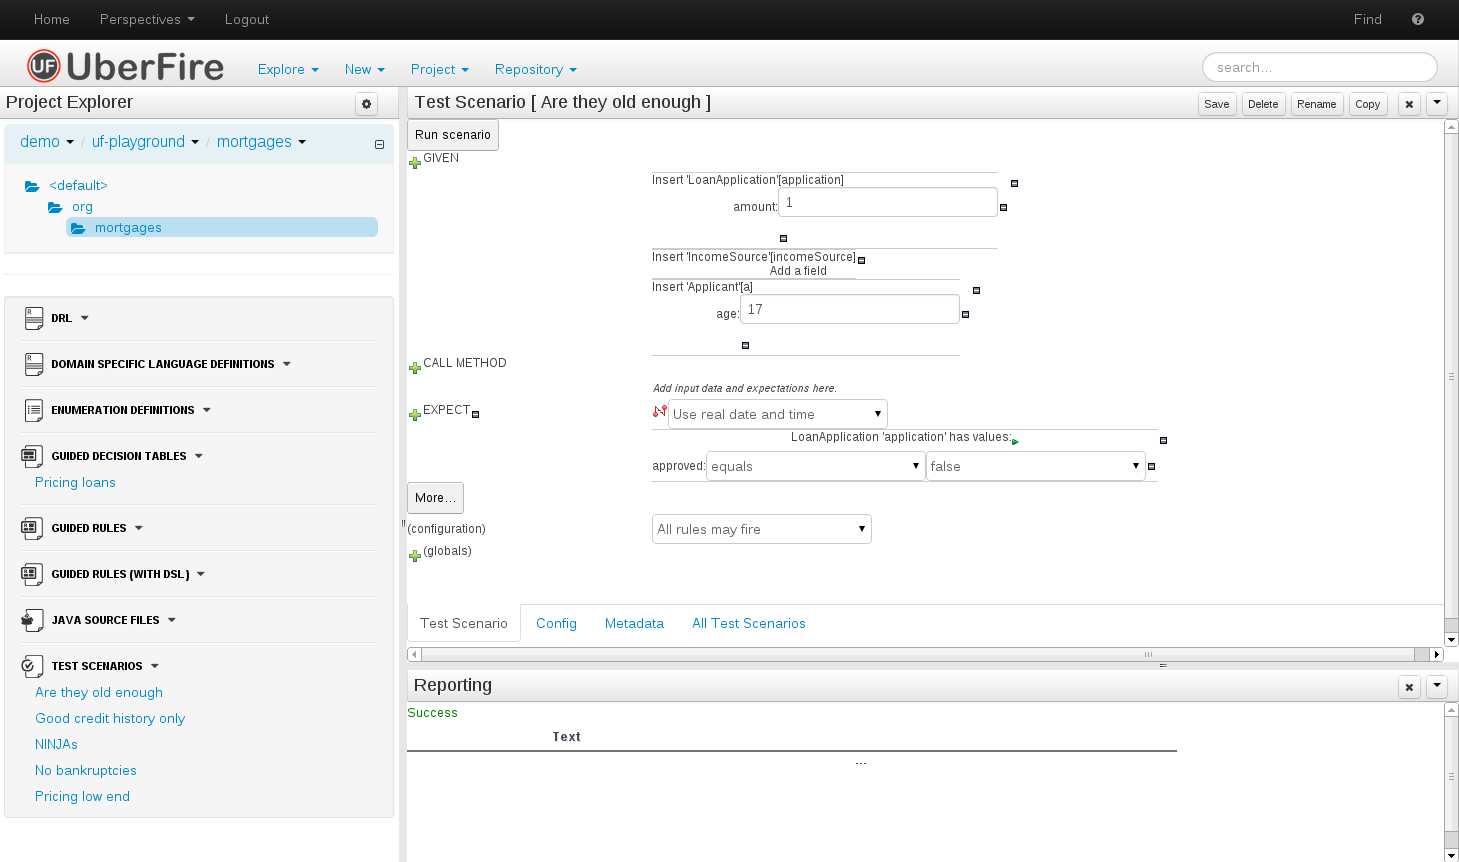 Home Perspectives Logout Find
UF UberFire Explore New Project Repository search...
Project Explorer
demo / uf-playground / mortgages
<default>
org
mortgages
DRL
DOMAIN SPECIFIC LANGUAGE DEFINITIONS
ENUMERATION DEFINITIONS
GUIDED DECISION TABLES
Pricing loans
GUIDED RULES
GUIDED RULES (WITH DSL)
JAVA SOURCE FILES
TEST SCENARIOS
Are they old enough
Good credit history only
NINJAs
No bankruptcies
Pricing low end
Test Scenario [ Are they old enough ] Save Delete Rename Copy
Run scenario
GIVEN
Insert 'LoanApplication'[application]
amount: 1
Insert 'IncomeSource'[incomeSource]
Add a field
Insert 'Applicant'[a]
age: 17
CALL METHOD
Add input data and expectations here.
EXPECT Use real date and time
LoanApplication 'application' has values:
approved: equals false
More...
(configuration) All rules may fire
(globals)
Test Scenario Config Metadata All Test Scenarios
Reporting
Success
Text
...